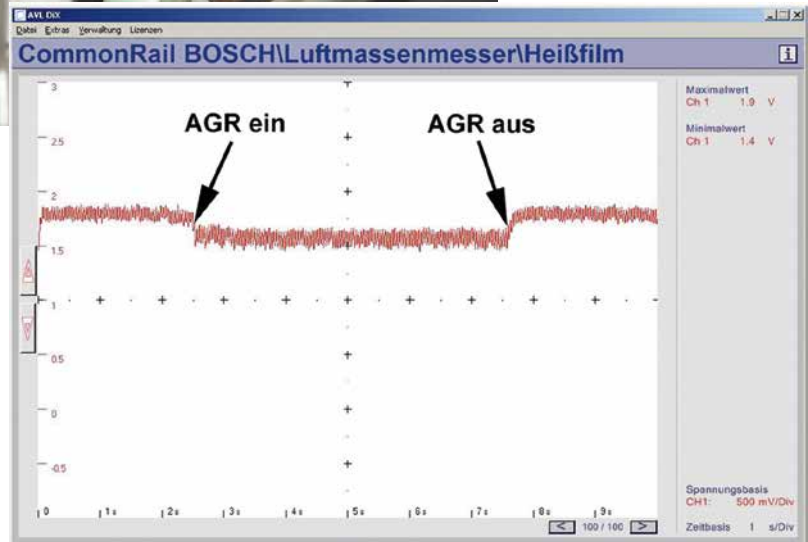 AVL DiX
Datei Extras Verwaltung Lizenzen
CommonRail BOSCH\Luftmassenmesser\Heißfilm
i
3
2.5
2
1.5
1
0.5
0
-0.5
AGR ein
AGR aus
0 1s 2s 3s 4s 5s 6s 7s 8s 9s
< 100 / 100 >
Maximalwert
Ch 1 1.9 V
Minimalwert
Ch 1 1.4 V
Spannungsbasis
CH1: 500 mV/Div
Zeitbasis 1 s/Div